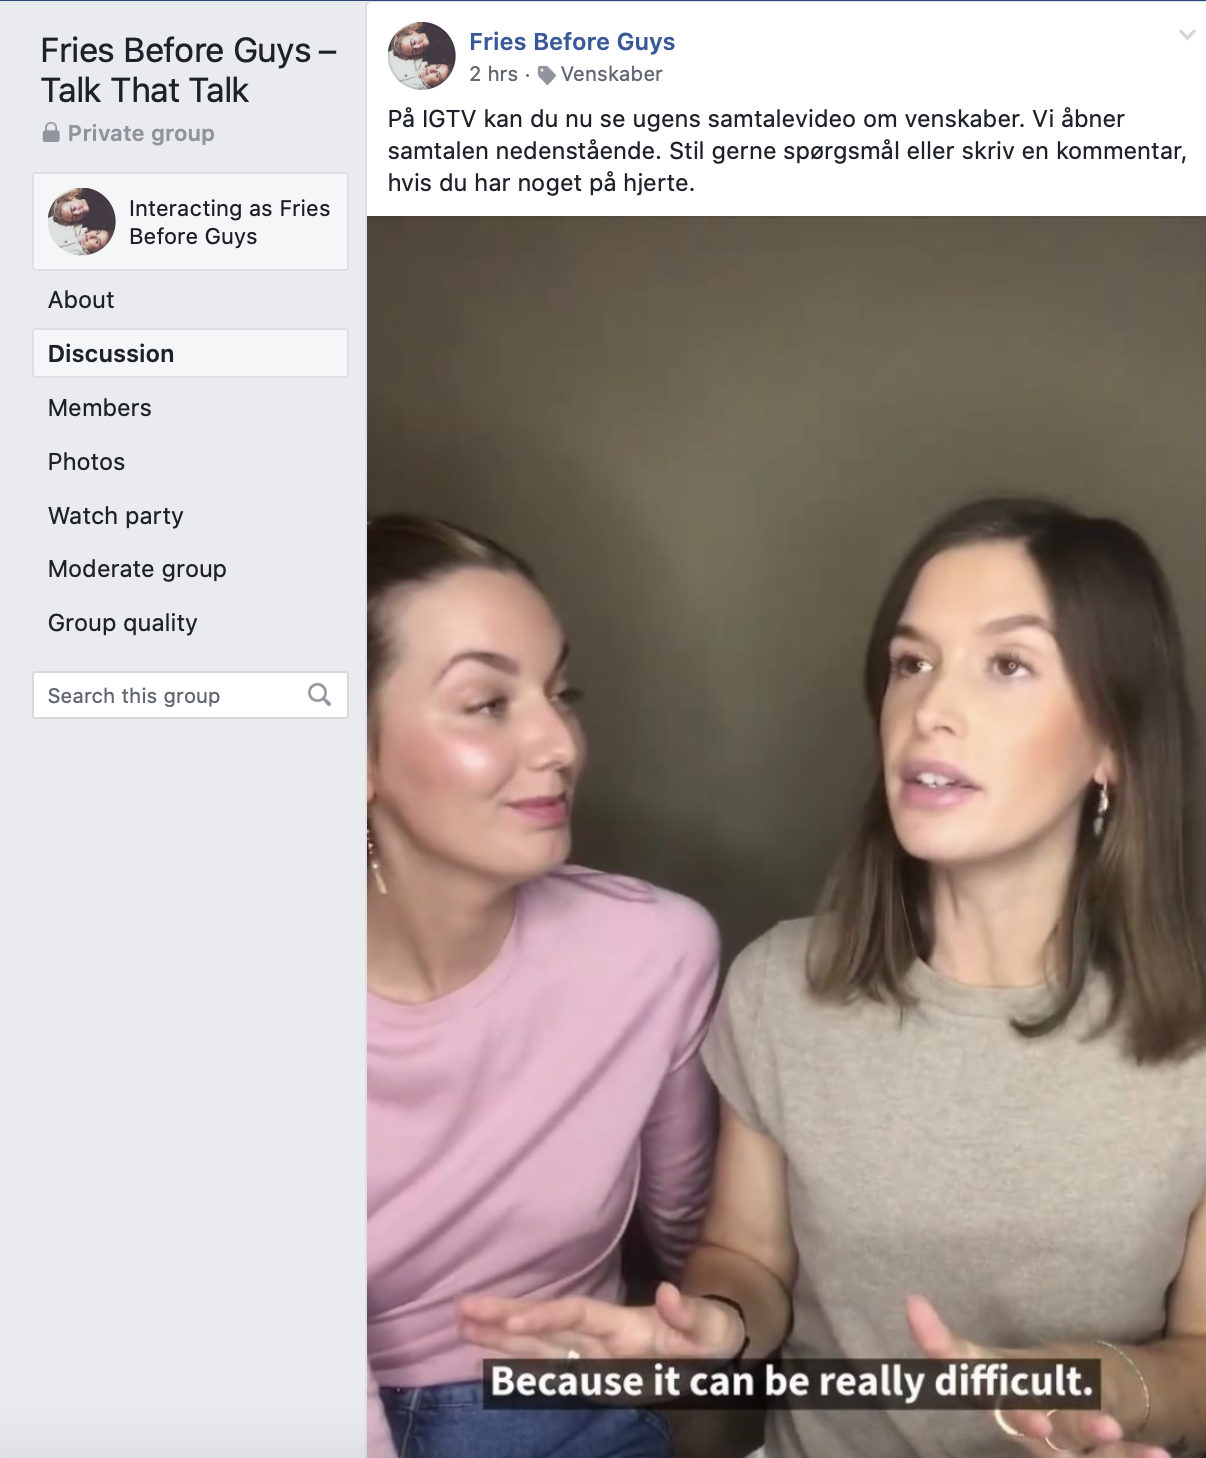 Fries Before Guys –
Talk That Talk
Private group
Interacting as Fries
Before Guys
About
Discussion
Members
Photos
Watch party
Moderate group
Group quality
Search this group
Fries Before Guys
2 hrs · Venskaber
På IGTV kan du nu se ugens samtalevideo om venskaber. Vi åbner
samtalen nedenstående. Stil gerne spørgsmål eller skriv en kommentar,
hvis du har noget på hjerte.
Because it can be really difficult.